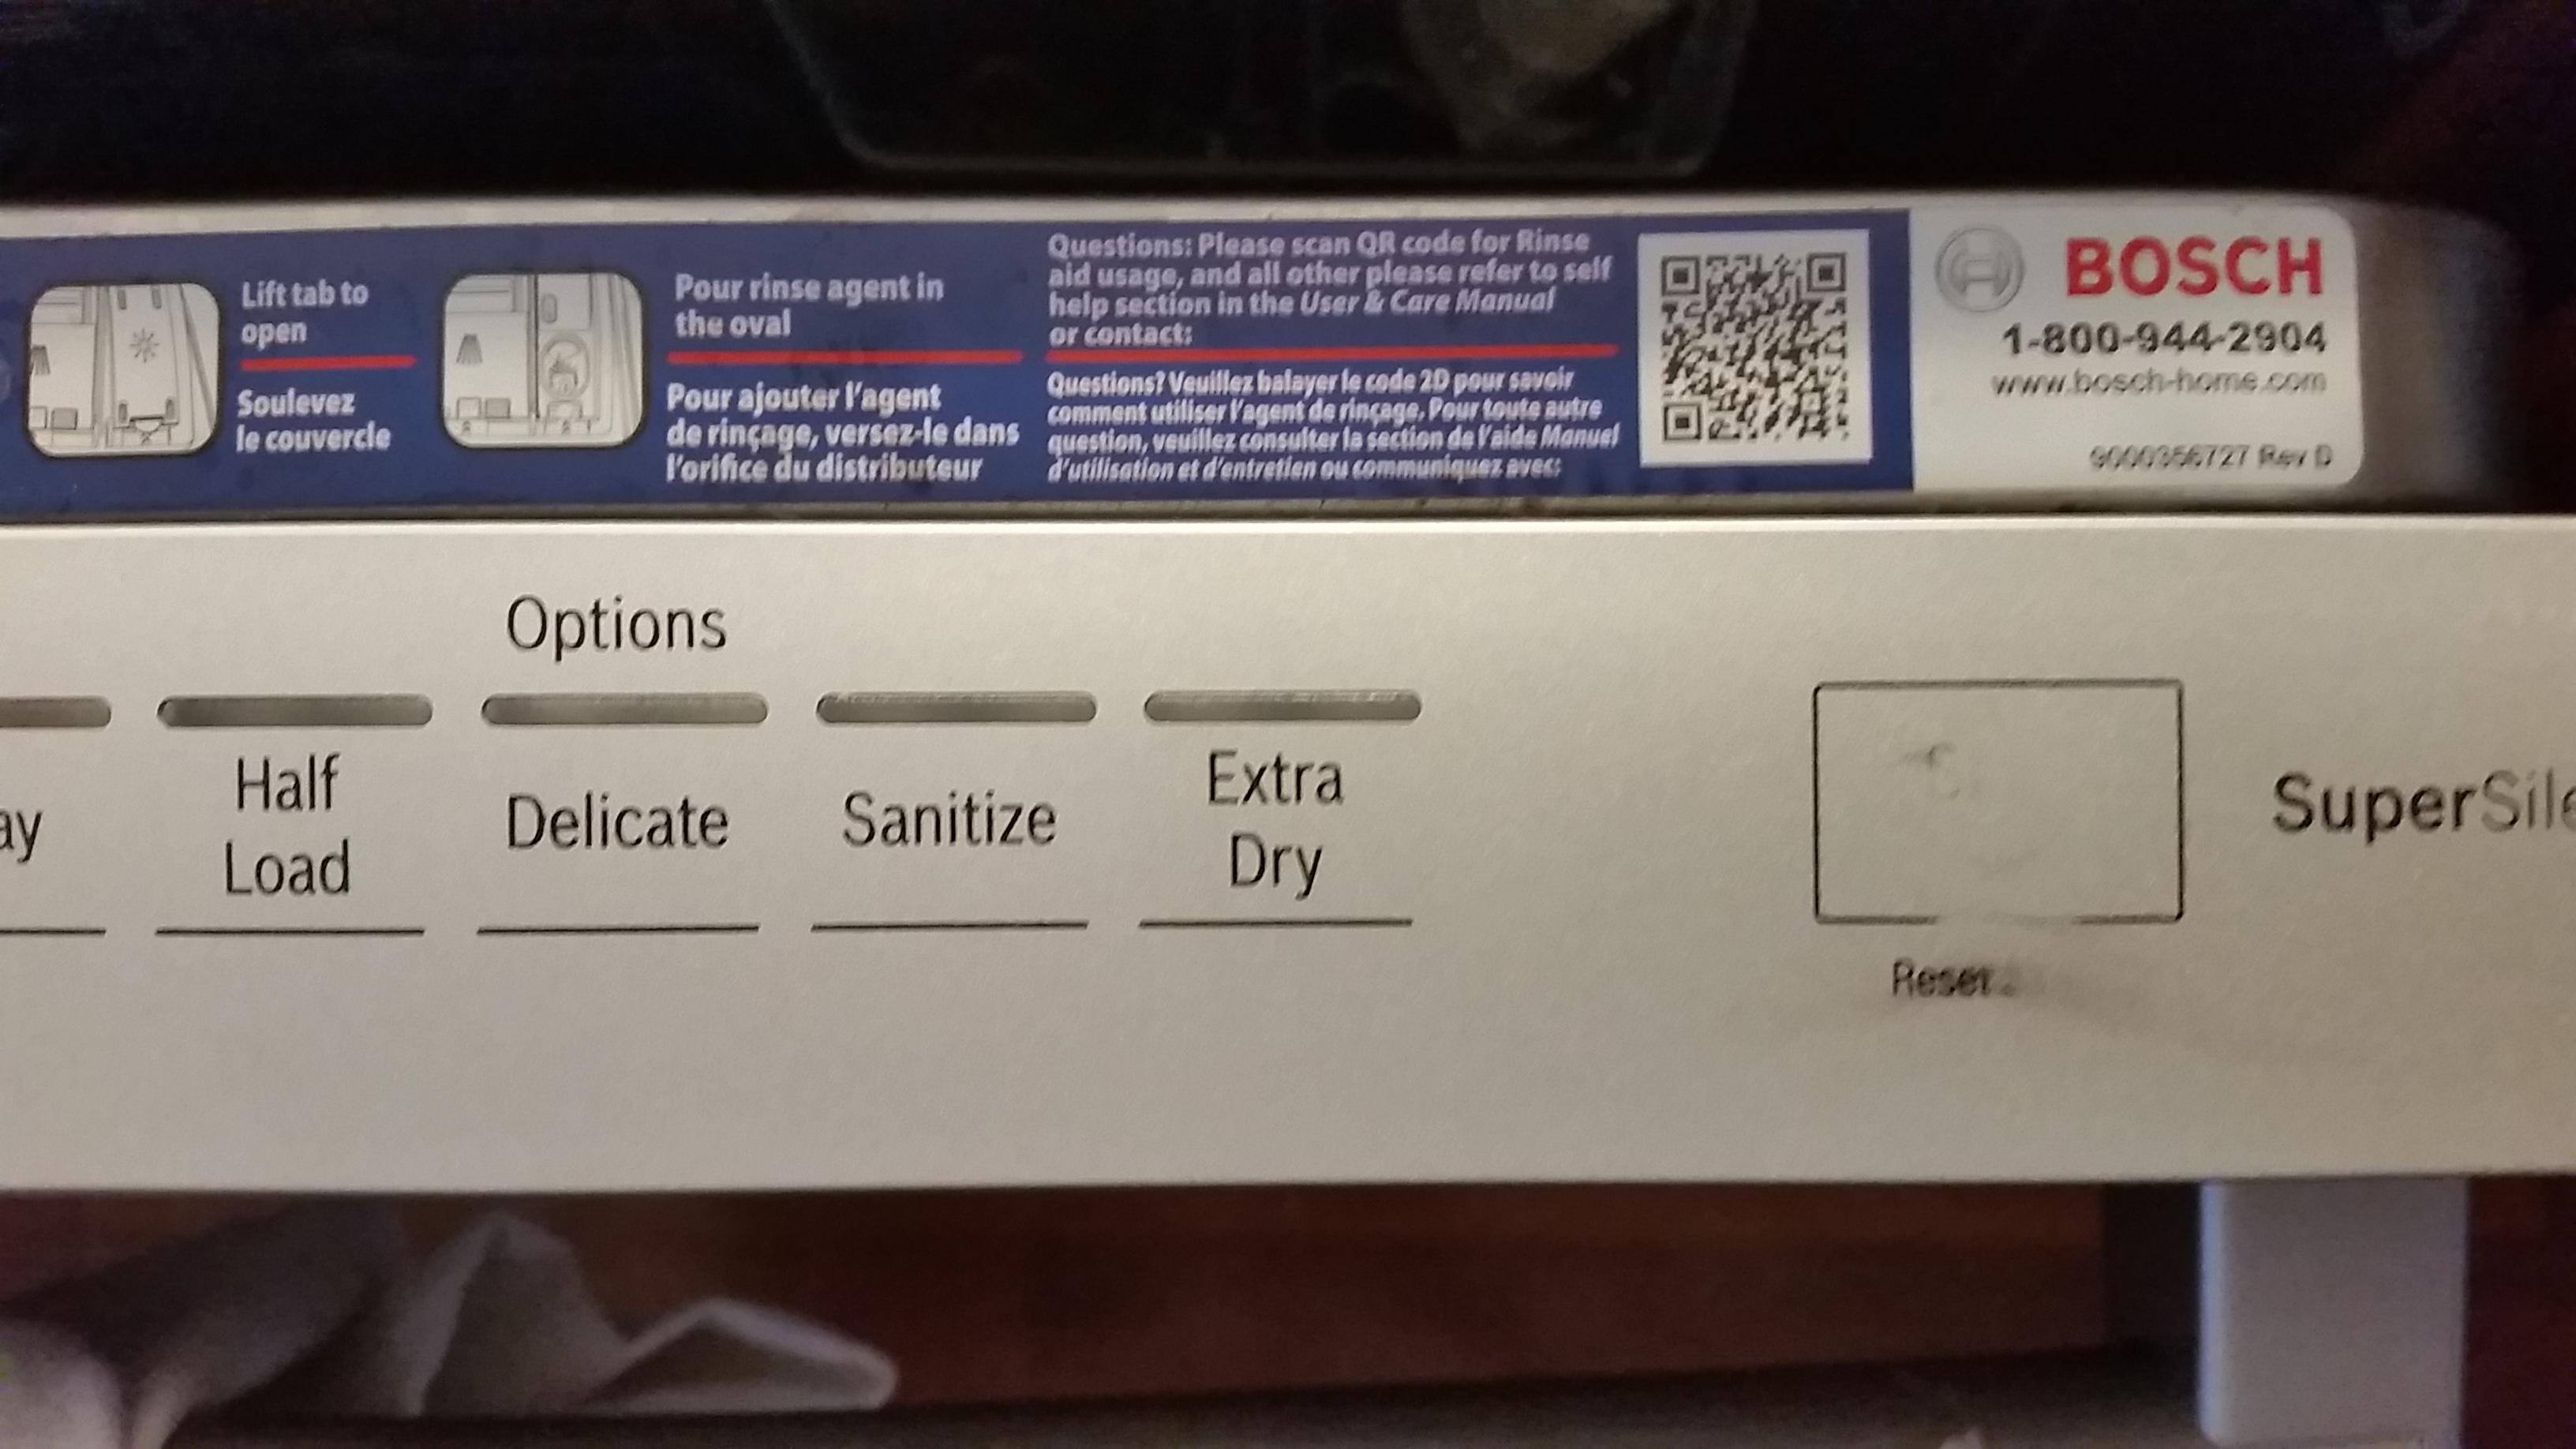 Lift tab to
open
Soulevez
le couvercle
Pour rinse agent in
the oval
Pour ajouter l'agent
de rinçage, versez-le dans
l'orifice du distributeur
Questions: Please scan QR code for Rinse
aid usage, and all other please refer to self
help section in the User & Care Manual
or contact:
Questions? Veuillez balayer le code 2D pour savoir
comment utiliser l'agent de rinçage. Pour toute autre
question, veuillez consulter la section de l'aide Manuel
d'utilisation et d'entretien ou communiquez avec:
BOSCH
1-800-944-2904
www.bosch-home.com
9000356727 Rev D
Options
ay
Half
Load
Delicate
Sanitize
Extra
Dry
Reset
SuperSile